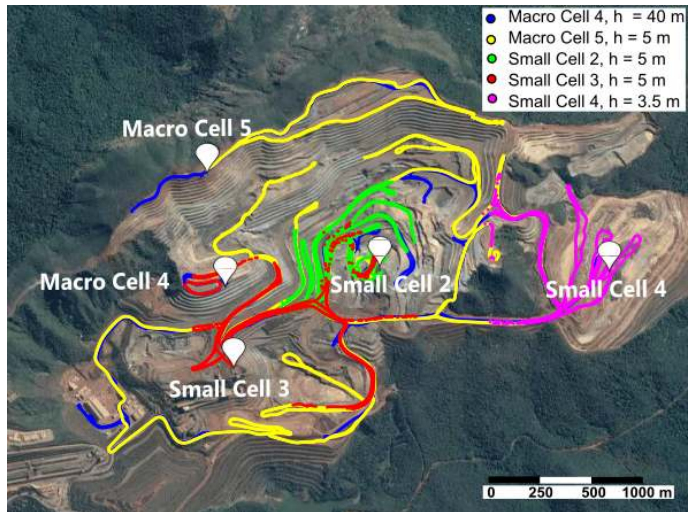 Macro Cell 4, h = 40 m
Macro Cell 5, h = 5 m
Small Cell 2, h = 5 m
Small Cell 3, h = 5 m
Small Cell 4, h = 3.5 m
Macro Cell 5
Macro Cell 4
Small Cell 2
Small Cell 4
Small Cell 3
0 250 500 1000 m